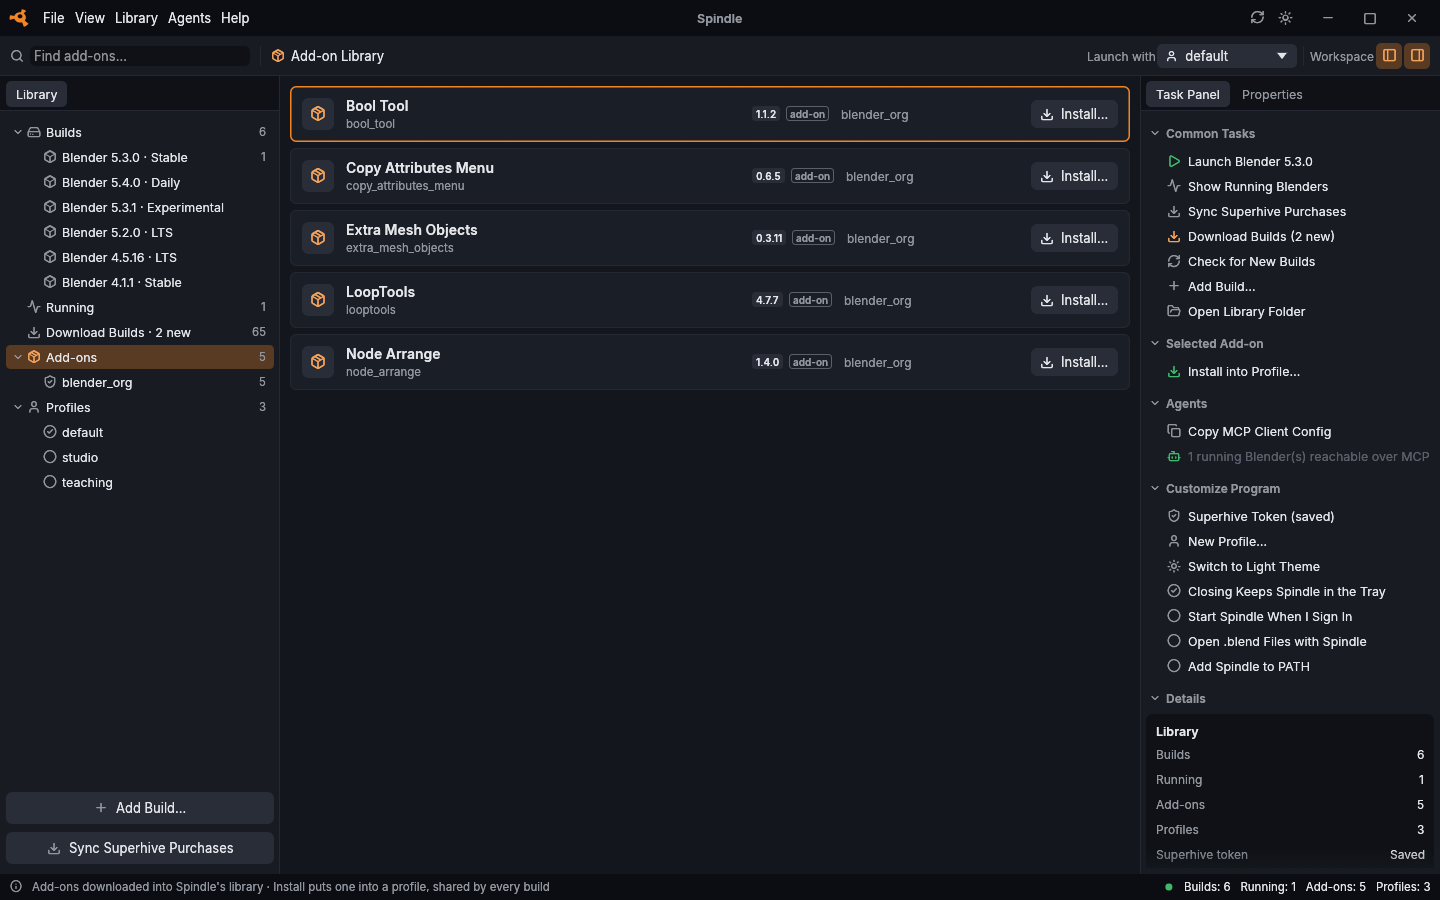 File View Library Agents Help
Spindle
Find add-ons...
Add-on Library
Launch with
default
Workspace
Library
Builds 6
Blender 5.3.0 · Stable 1
Blender 5.4.0 · Daily
Blender 5.3.1 · Experimental
Blender 5.2.0 · LTS
Blender 4.5.16 · LTS
Blender 4.1.1 · Stable
Running 1
Download Builds · 2 new 65
Add-ons 5
blender_org 5
Profiles 3
default
studio
teaching
Add Build...
Sync Superhive Purchases
Bool Tool
bool_tool
1.1.2 add-on blender_org Install...
Copy Attributes Menu
copy_attributes_menu
0.6.5 add-on blender_org Install...
Extra Mesh Objects
extra_mesh_objects
0.3.11 add-on blender_org Install...
LoopTools
looptools
4.7.7 add-on blender_org Install...
Node Arrange
node_arrange
1.4.0 add-on blender_org Install...
Task Panel Properties
Common Tasks
Launch Blender 5.3.0
Show Running Blenders
Sync Superhive Purchases
Download Builds (2 new)
Check for New Builds
Add Build...
Open Library Folder
Selected Add-on
Install into Profile...
Agents
Copy MCP Client Config
1 running Blender(s) reachable over MCP
Customize Program
Superhive Token (saved)
New Profile...
Switch to Light Theme
Closing Keeps Spindle in the Tray
Start Spindle When I Sign In
Open .blend Files with Spindle
Add Spindle to PATH
Details
Library
Builds 6
Running 1
Add-ons 5
Profiles 3
Superhive token Saved
Add-ons downloaded into Spindle's library · Install puts one into a profile, shared by every build
Builds: 6 Running: 1 Add-ons: 5 Profiles: 3